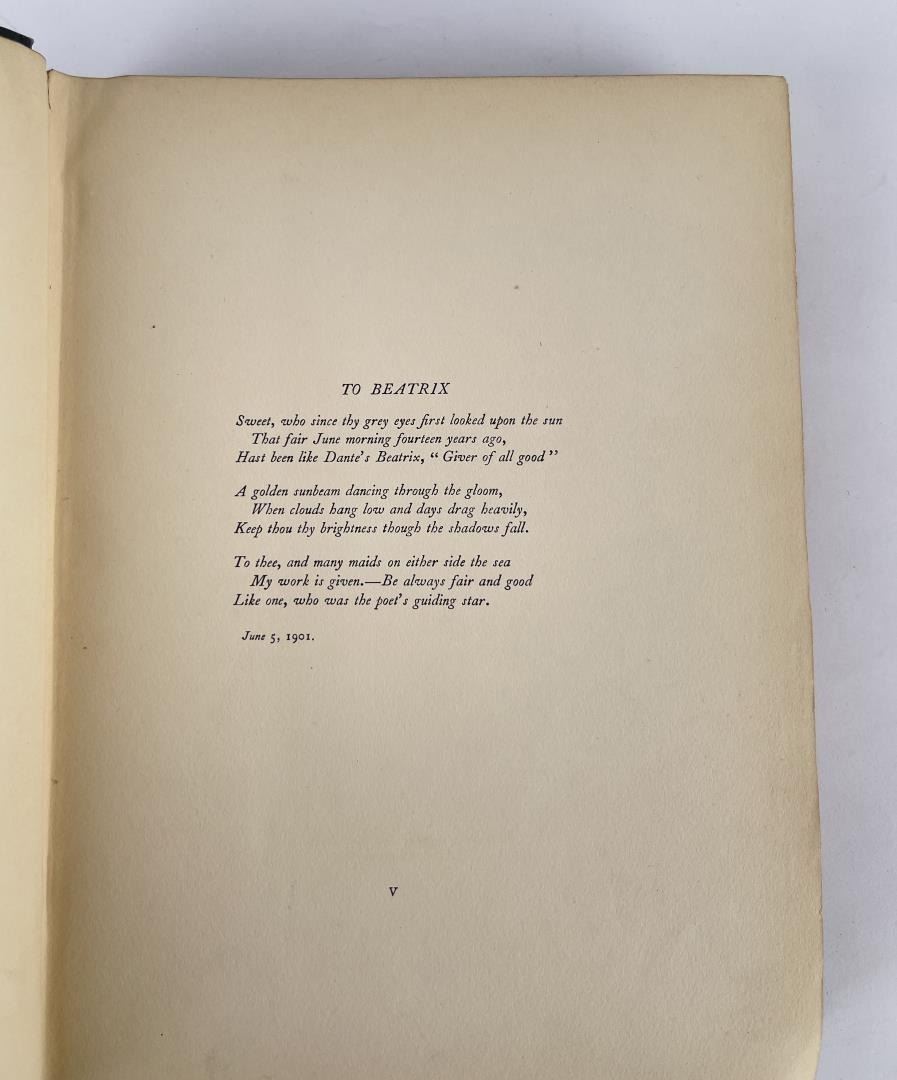 TO BEATRIX
Sweet, who since thy grey eyes first looked upon the sun
That fair June morning fourteen years ago,
Hast been like Dante's Beatrix, “ Giver of all good ”
A golden sunbeam dancing through the gloom,
When clouds hang low and days drag heavily,
Keep thou thy brightness though the shadows fall.
To thee, and many maids on either side the sea
My work is given.—Be always fair and good
Like one, who was the poet's guiding star.
June 5, 1901.
V